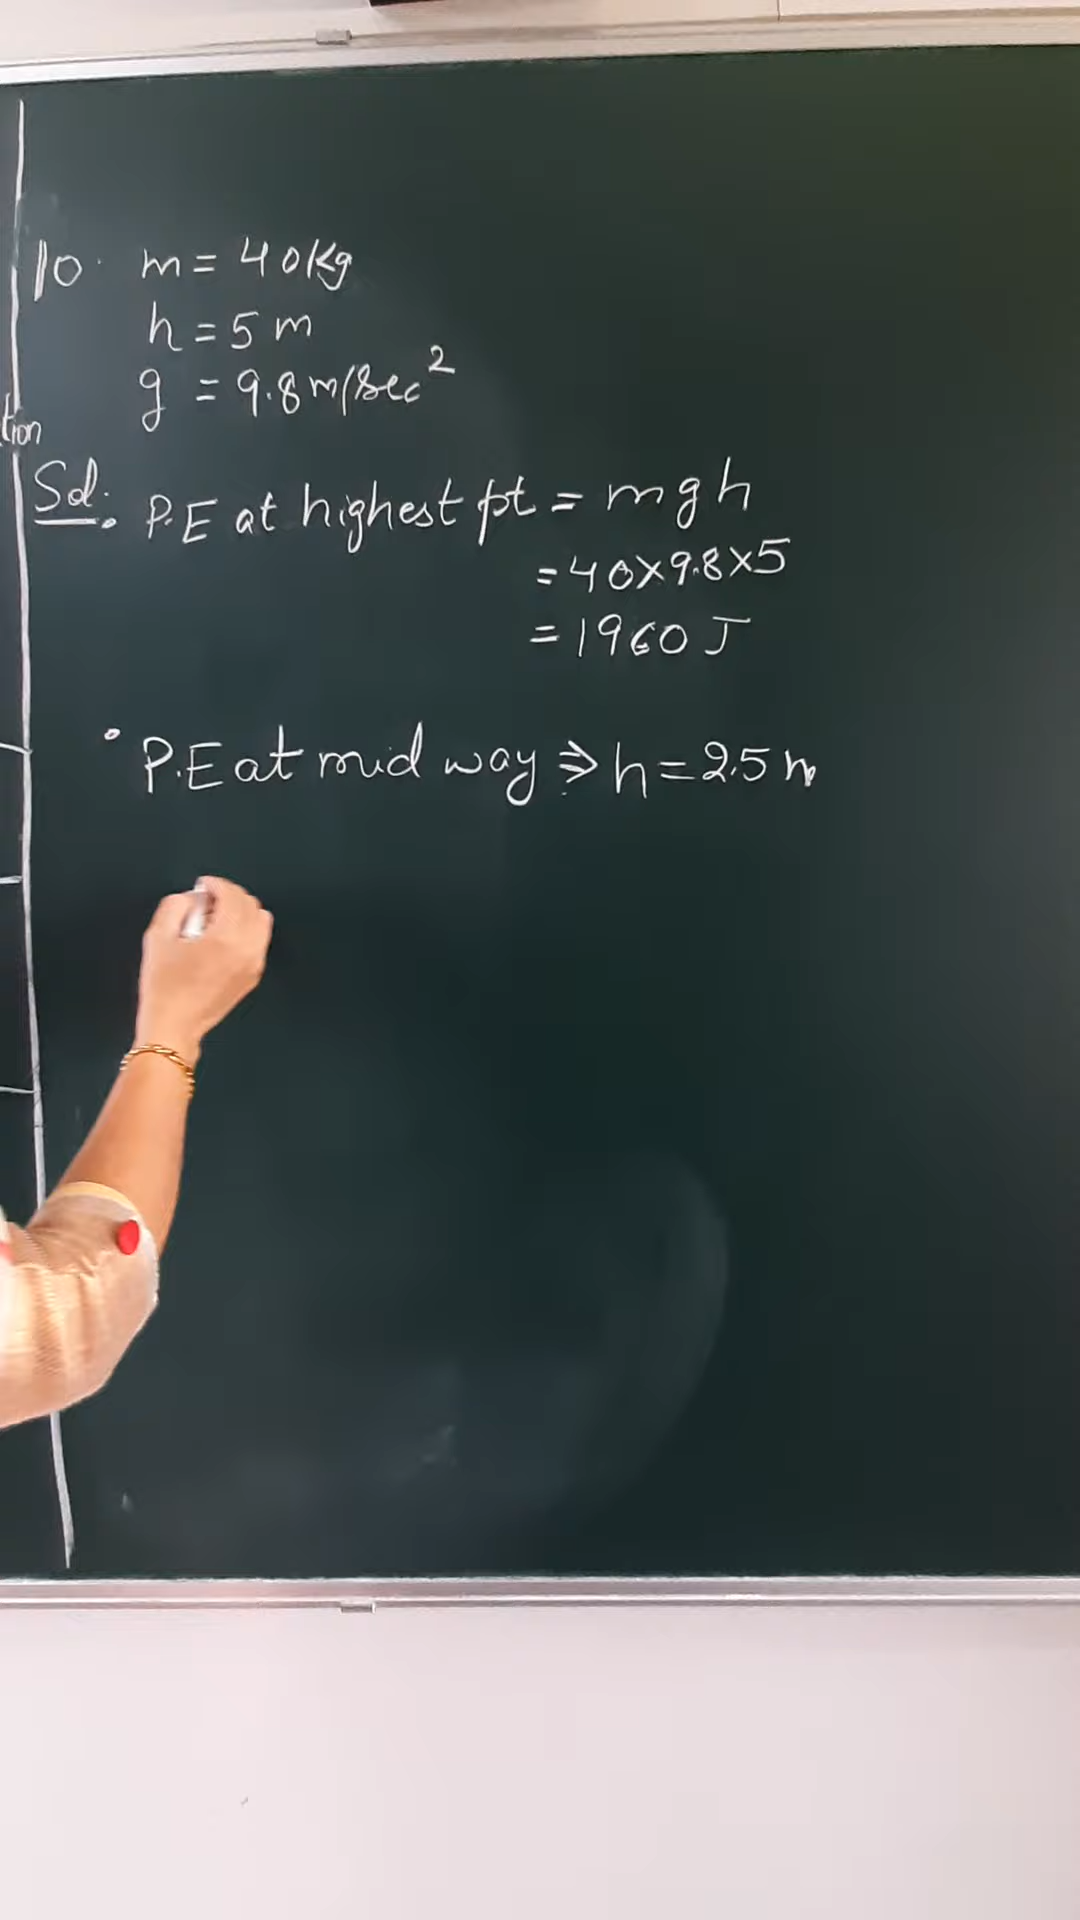 10. m = 40Kg
h = 5 m
g = 9.8 m/sec²
tion
Sol:
P.E at highest pt = mgh
= 40×9.8×5
= 1960 J
• P.E at mid way ⇒ h = 2.5 m